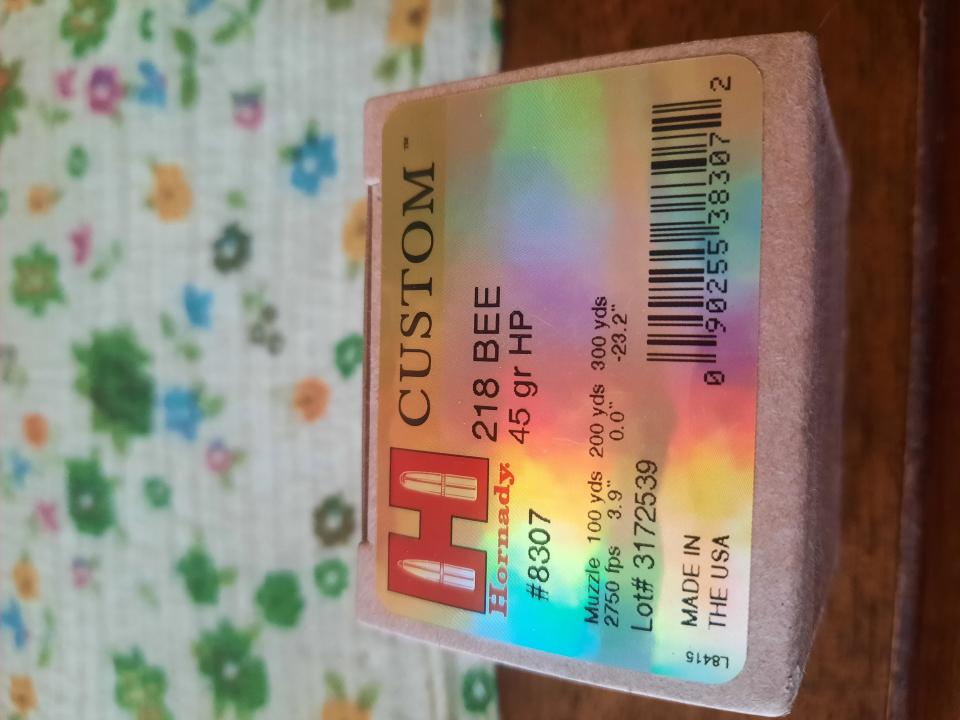 H CUSTOM™
Hornady.
218 BEE
45 gr HP
#8307
Muzzle 100 yds 200 yds 300 yds
2750 fps 3.9" 0.0" -23.2"
Lot# 3172539
MADE IN
THE USA
0 90255 38307 2
L8415